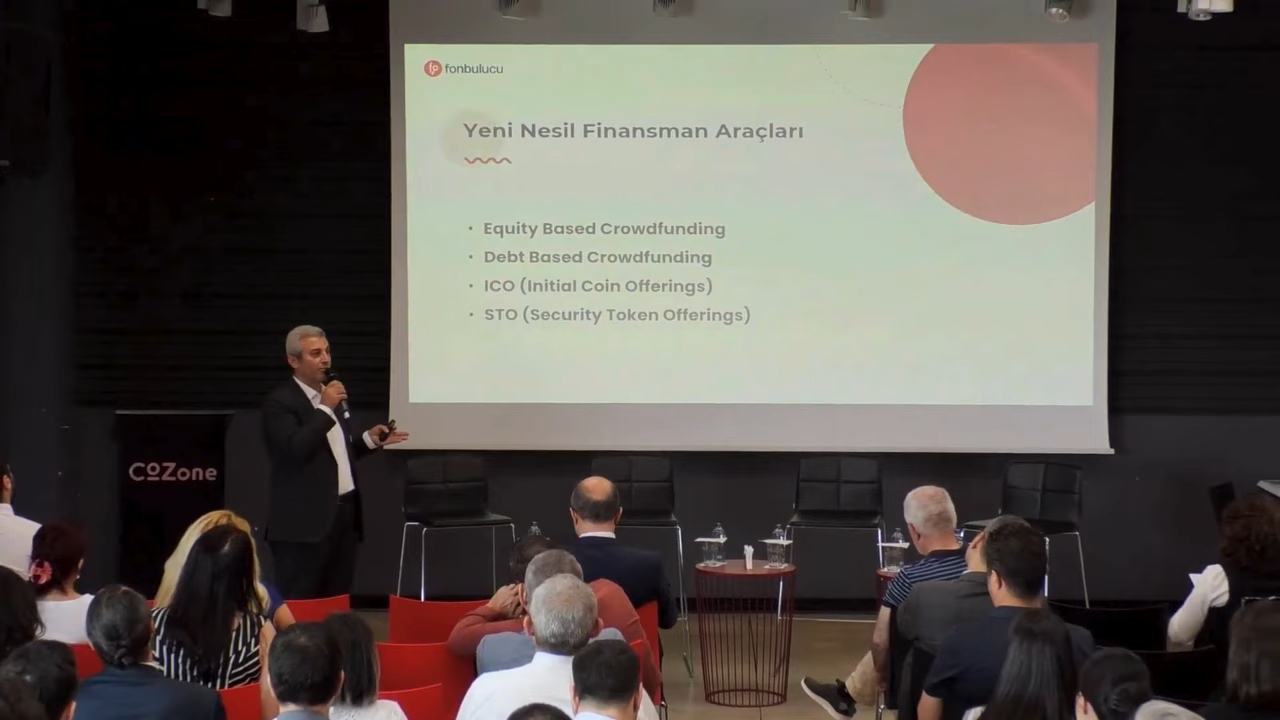 fonbulucu
Yeni Nesil Finansman Araçları
• Equity Based Crowdfunding
• Debt Based Crowdfunding
• ICO (Initial Coin Offerings)
• STO (Security Token Offerings)
CoZone